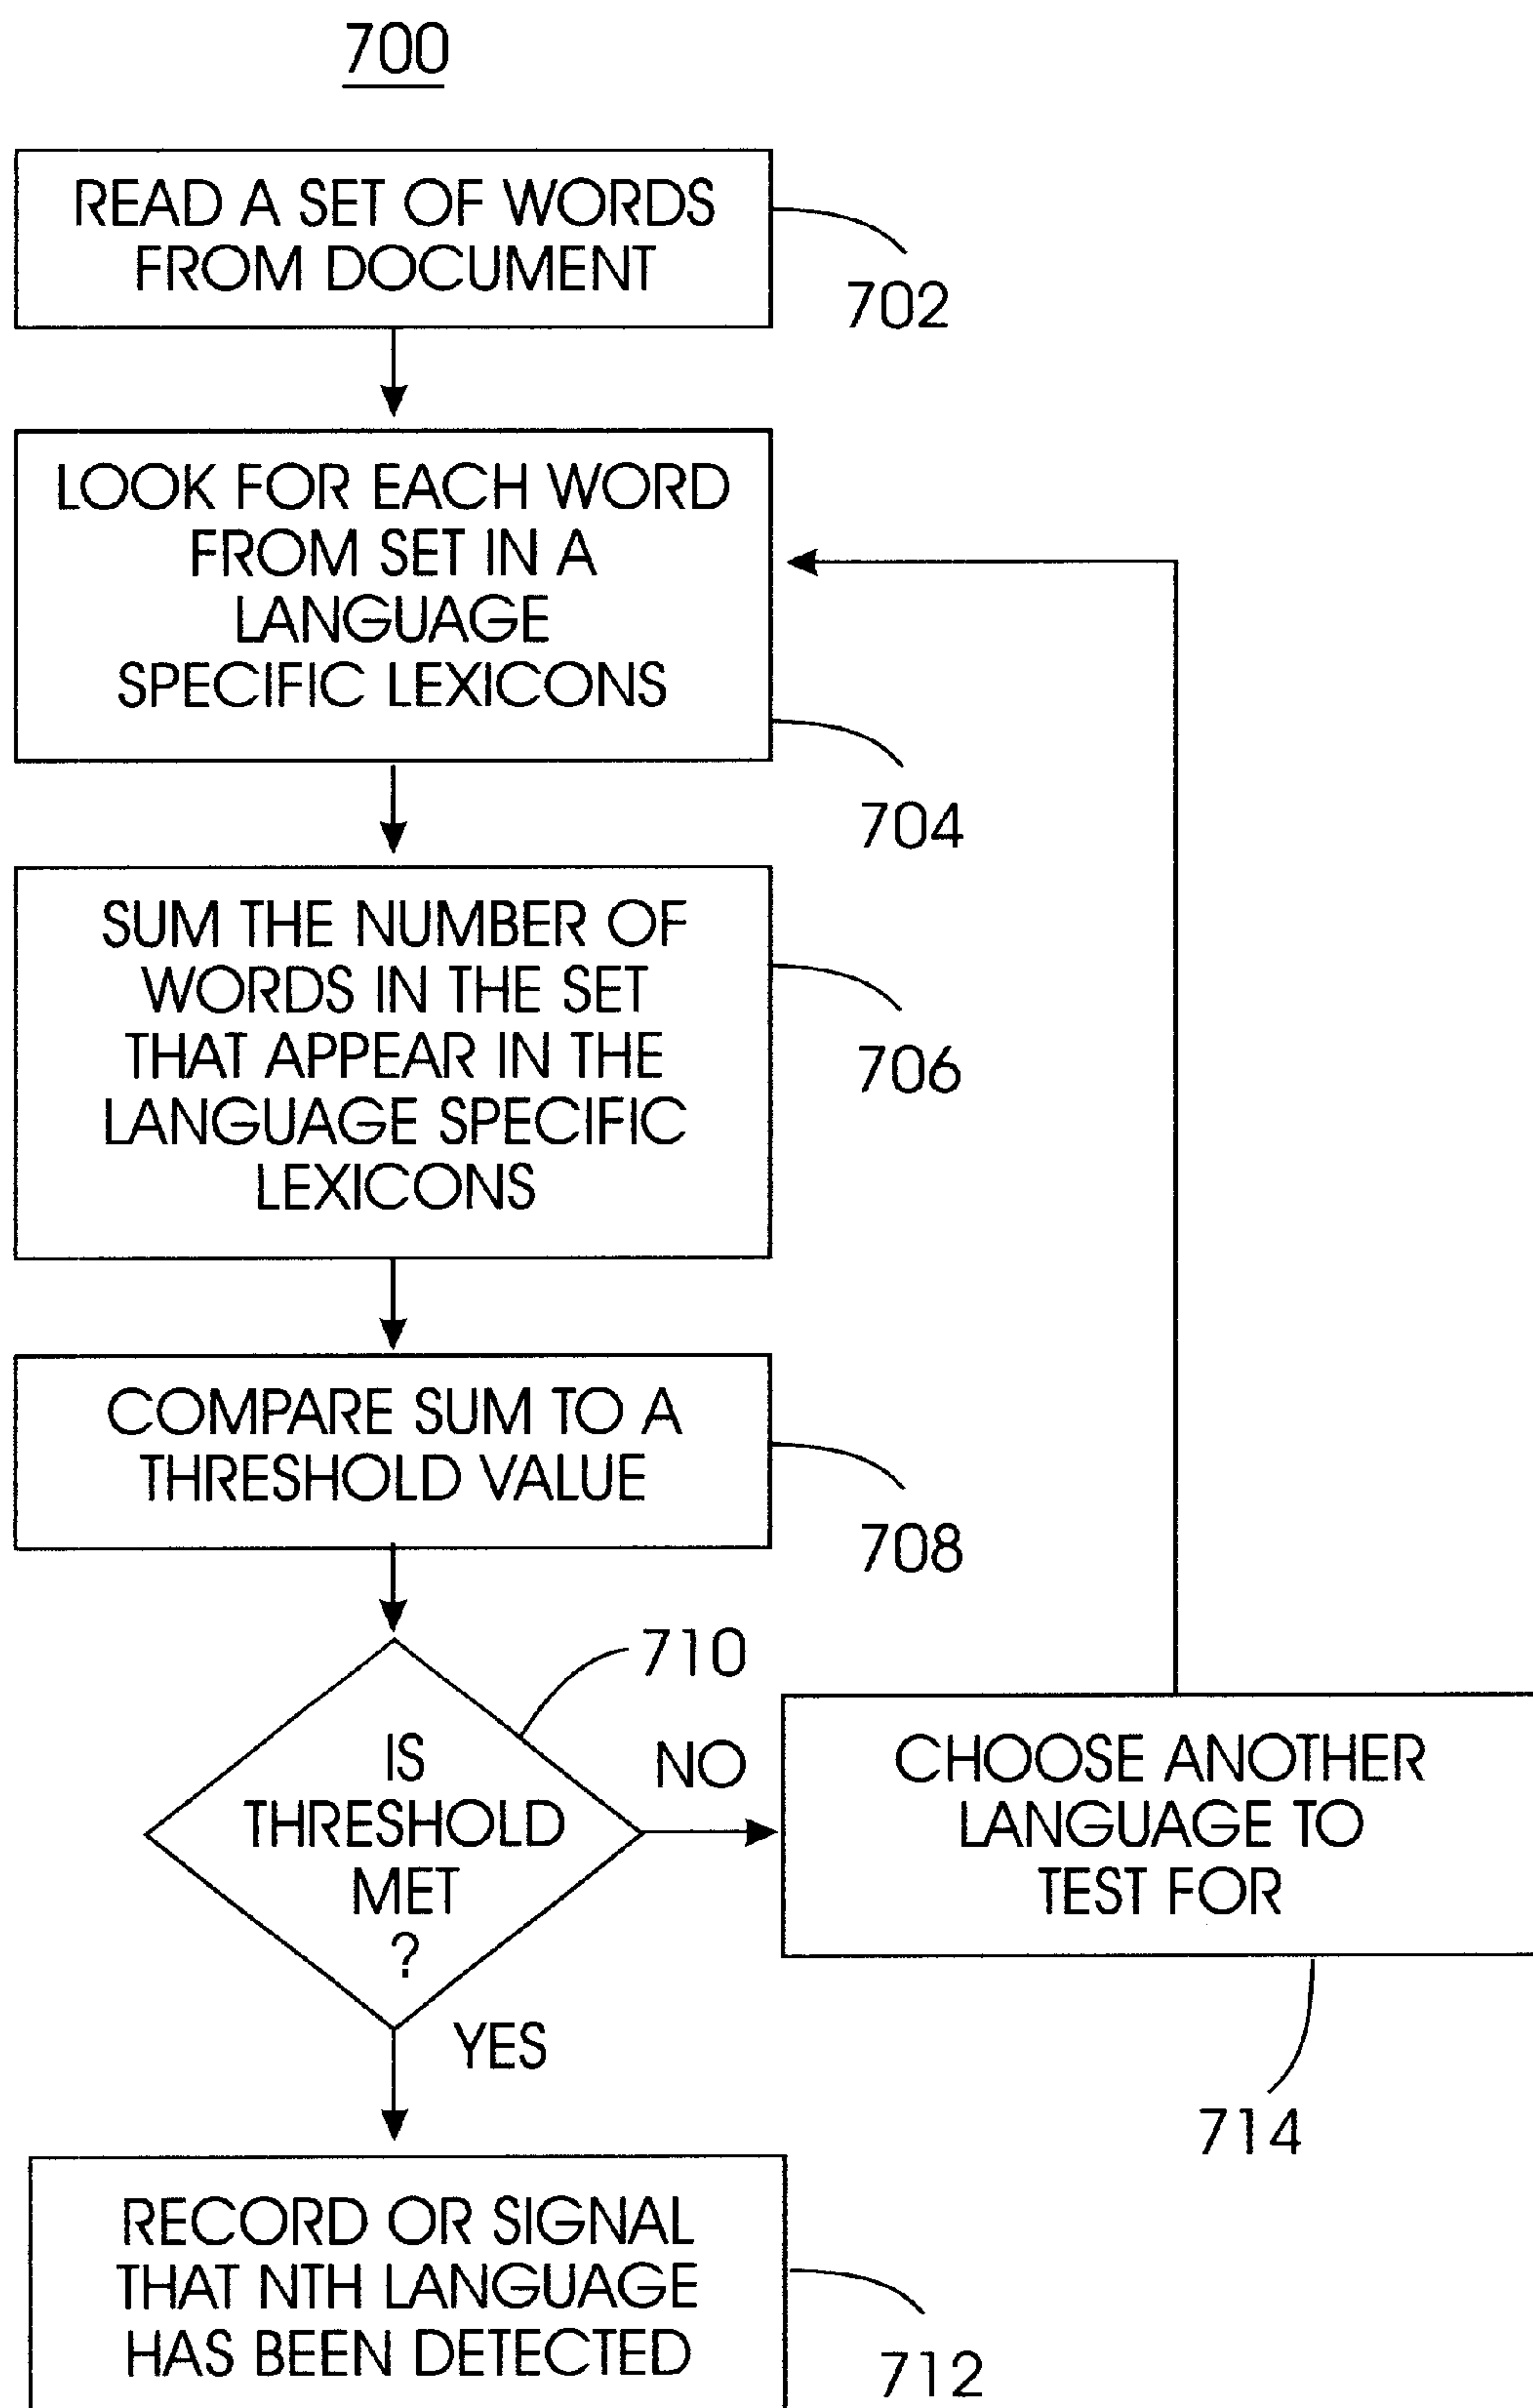 700
READ A SET OF WORDS
FROM DOCUMENT
702
LOOK FOR EACH WORD
FROM SET IN A
LANGUAGE
SPECIFIC LEXICONS
704
SUM THE NUMBER OF
WORDS IN THE SET
THAT APPEAR IN THE
LANGUAGE SPECIFIC
LEXICONS
706
COMPARE SUM TO A
THRESHOLD VALUE
708
710
IS
THRESHOLD
MET
?
NO
CHOOSE ANOTHER
LANGUAGE TO
TEST FOR
714
YES
RECORD OR SIGNAL
THAT NTH LANGUAGE
HAS BEEN DETECTED
712